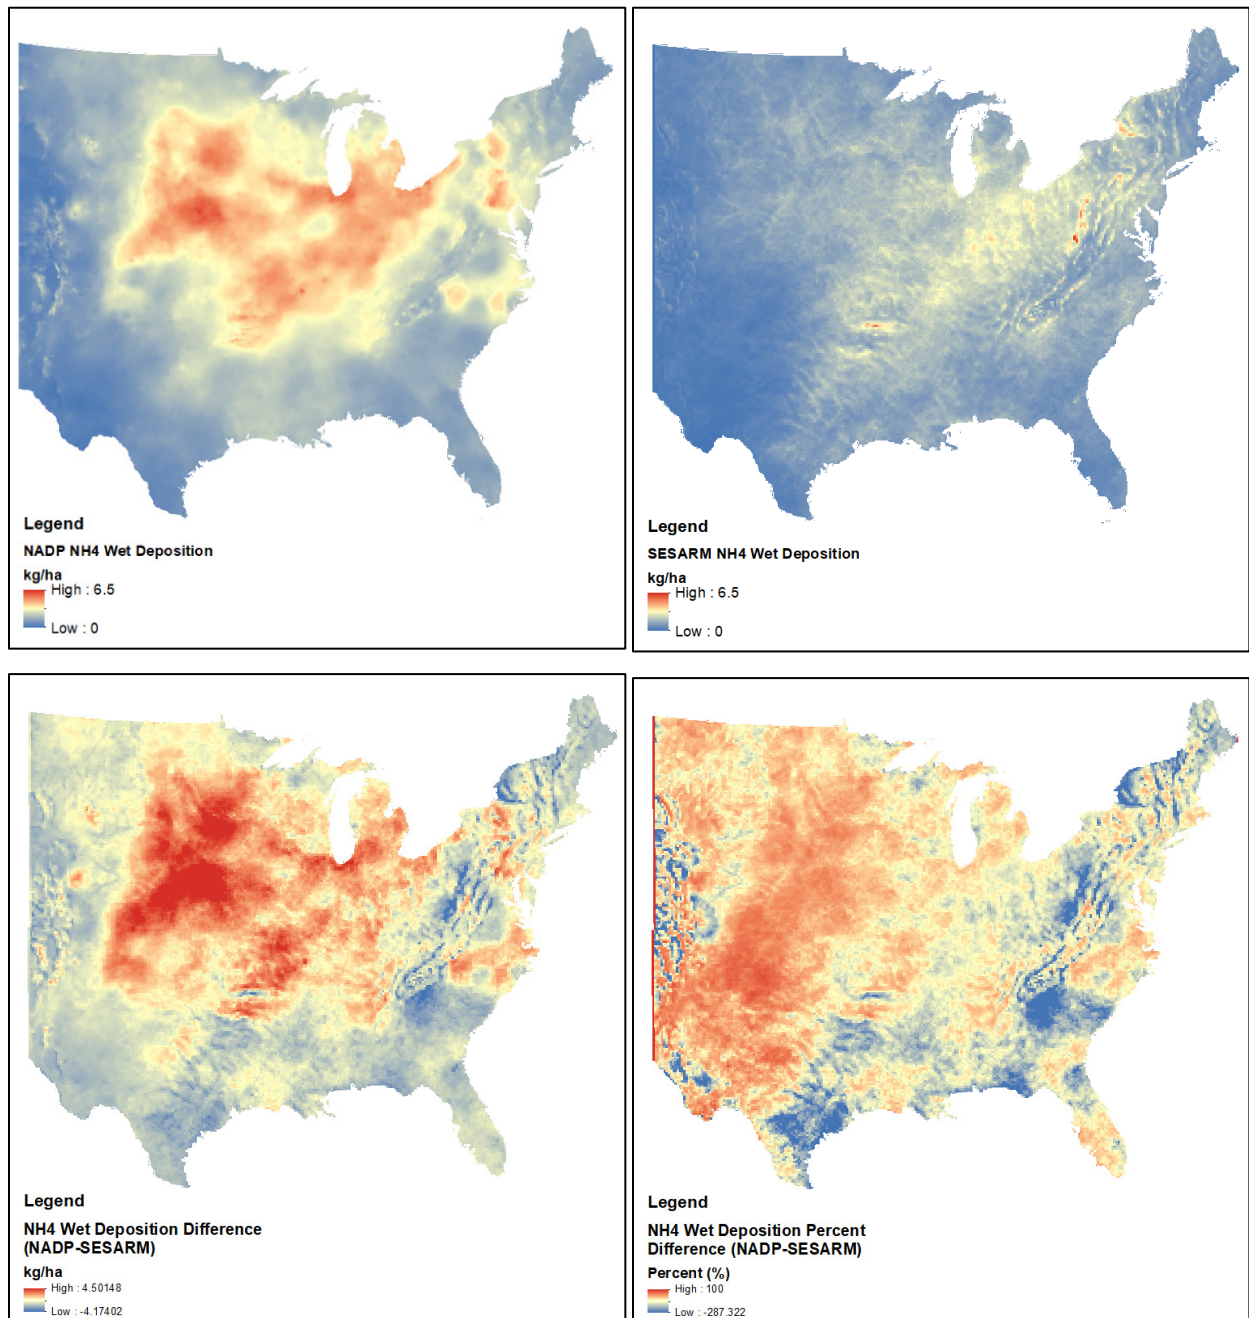 Legend
NADP NH4 Wet Deposition
kg/ha
High : 6.5
Low : 0
Legend
SESARM NH4 Wet Deposition
kg/ha
High : 6.5
Low : 0
Legend
NH4 Wet Deposition Difference
(NADP-SESARM)
kg/ha
High : 4.50148
Low : -4.17402
Legend
NH4 Wet Deposition Percent
Difference (NADP-SESARM)
Percent (%)
High : 100
Low : -287.322